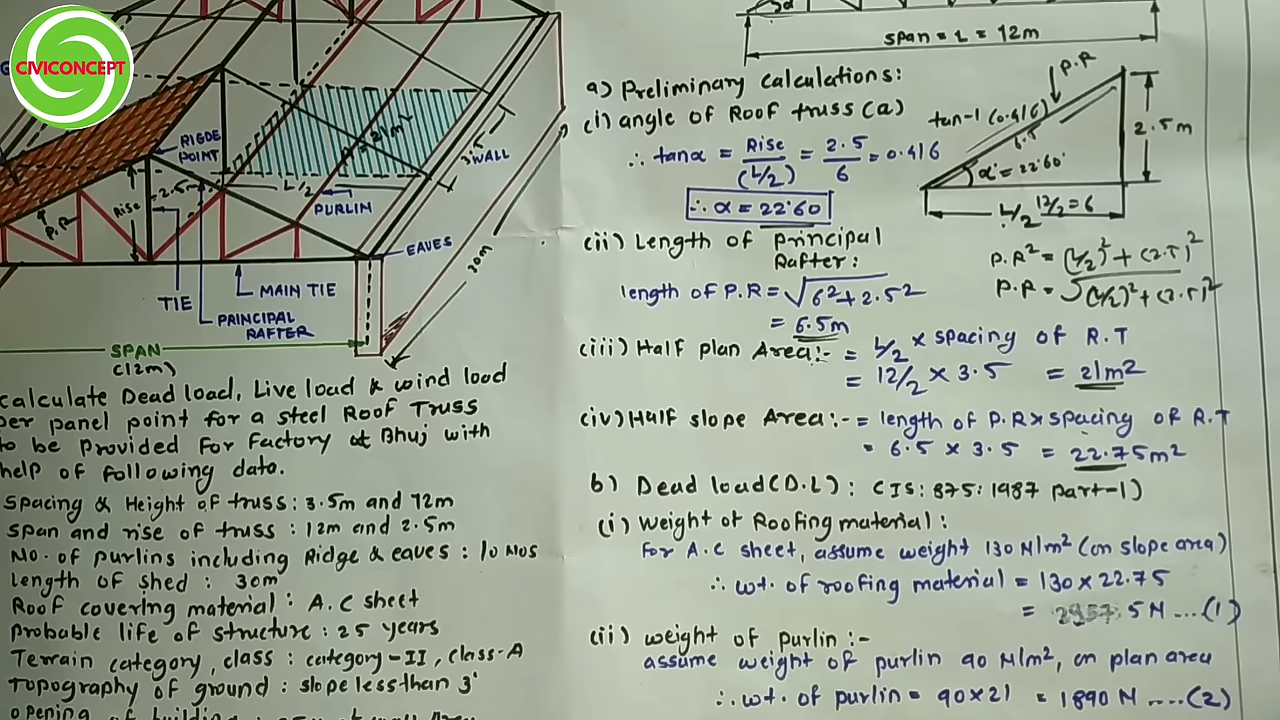 CIVICONCEPT
RIGDE
POINT
Rise
= 2.5m
P.R
L/2
PURLIN
21m²
3.5
WALL
EAVES
30m
TIE
MAIN TIE
PRINCIPAL
RAFTER
SPAN
(12m)
calculate Dead load, Live load & wind load
per panel point for a steel Roof Truss
to be provided for factory at Bhuj with
help of following data.
Spacing & Height of truss: 3.5m and 12m
span and rise of truss : 12m and 2.5m
No. of purlins including Ridge & eaves : 10 Nos
length of shed : 30m
Roof covering material : A.C sheet
probable life of structure : 25 years
Terrain category, class : category-II, class-A
Topography of ground : slope less than 3°
opening of building
span = L = 12m
a) Preliminary calculations:
(i) angle of Roof truss (α)
∴ tanα = Rise/(L/2) = 2.5/6 = 0.416
∴ α = 22°60
tan-1 (0.416)
P.R
6.5
α = 22°60'
2.5m
L/2 12/2 = 6
(ii) Length of principal
Rafter:
length of P.R = √6²+2.5²
= 6.5m
P.R² = (L/2)² + (2.5)²
P.R = √(L/2)² + (2.5)²
(iii) Half plan Area:- = L/2 × spacing of R.T
= 12/2 × 3.5 = 21m²
(iv) Half slope Area:- = length of P.R × spacing of R.T
= 6.5 × 3.5 = 22.75m²
b) Dead load (D.L) : (IS: 875: 1987 part-1)
(i) Weight of Roofing material:
For A.C sheet, assume weight 130 N/m² (on slope area)
∴ wt. of roofing material = 130 × 22.75
= 2957.5 N ...(1)
(ii) weight of purlin :-
assume weight of purlin 90 N/m², on plan area
∴ wt. of purlin = 90×21 = 1890 N ....(2)